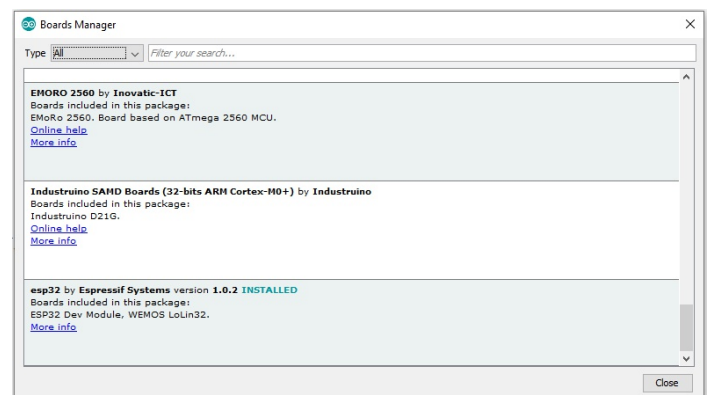 Boards Manager
Type All Filter your search...
EMORO 2560 by Inovatic-ICT
Boards included in this package:
EMoRo 2560. Board based on ATmega 2560 MCU.
Online help
More info
Industruino SAMD Boards (32-bits ARM Cortex-M0+) by Industruino
Boards included in this package:
Industruino D21G.
Online help
More info
esp32 by Espressif Systems version 1.0.2 INSTALLED
Boards included in this package:
ESP32 Dev Module, WEMOS LoLin32.
More info
Close